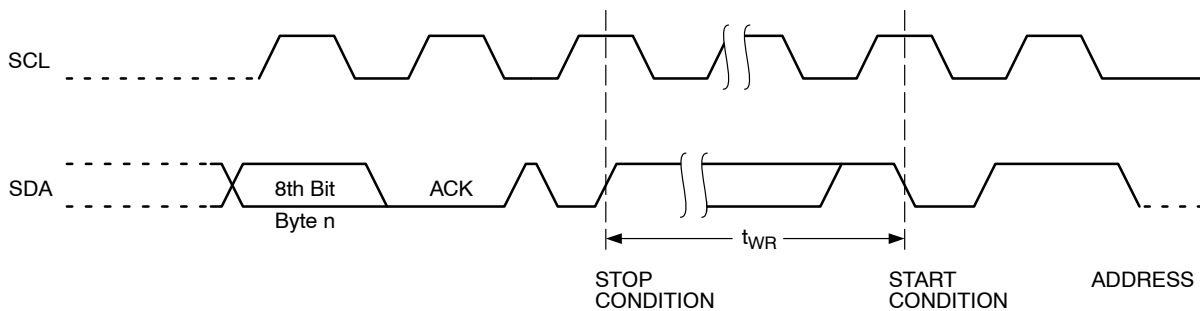 SCL
SDA
8th Bit
Byte n
ACK
tWR
STOP
CONDITION
START
CONDITION
ADDRESS